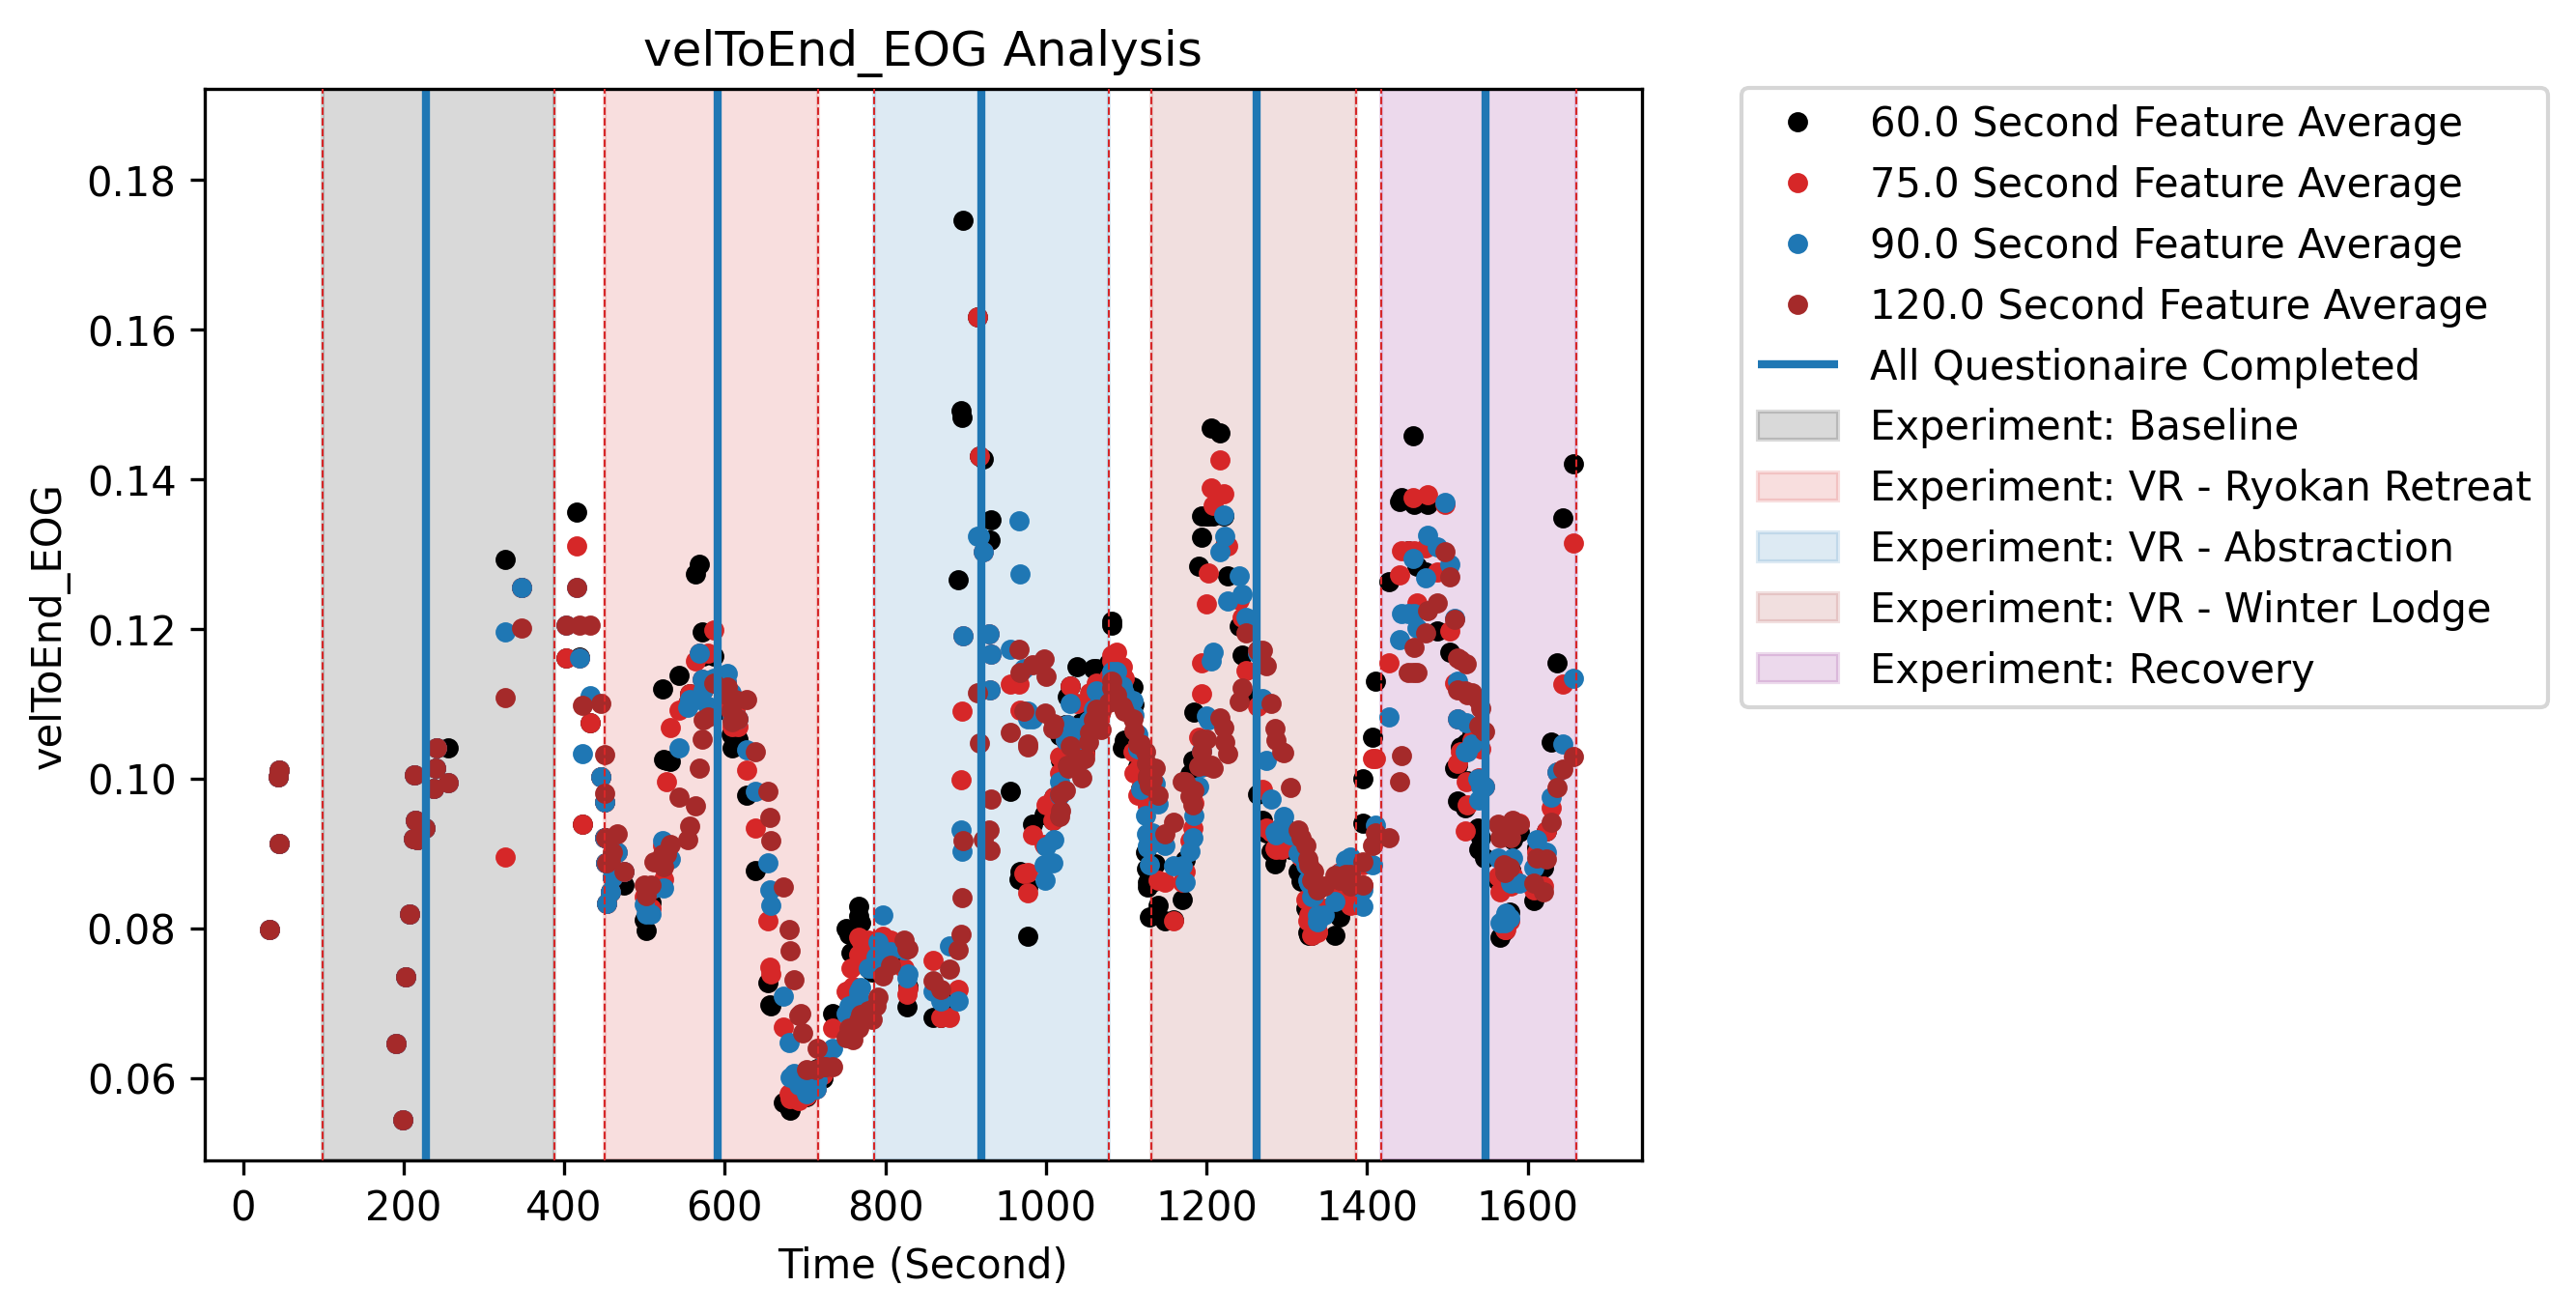 velToEnd_EOG Analysis
velToEnd_EOG
0.18
0.16
0.14
0.12
0.10
0.08
0.06
0 200 400 600 800 1000 1200 1400 1600
Time (Second)
60.0 Second Feature Average
75.0 Second Feature Average
90.0 Second Feature Average
120.0 Second Feature Average
All Questionaire Completed
Experiment: Baseline
Experiment: VR - Ryokan Retreat
Experiment: VR - Abstraction
Experiment: VR - Winter Lodge
Experiment: Recovery